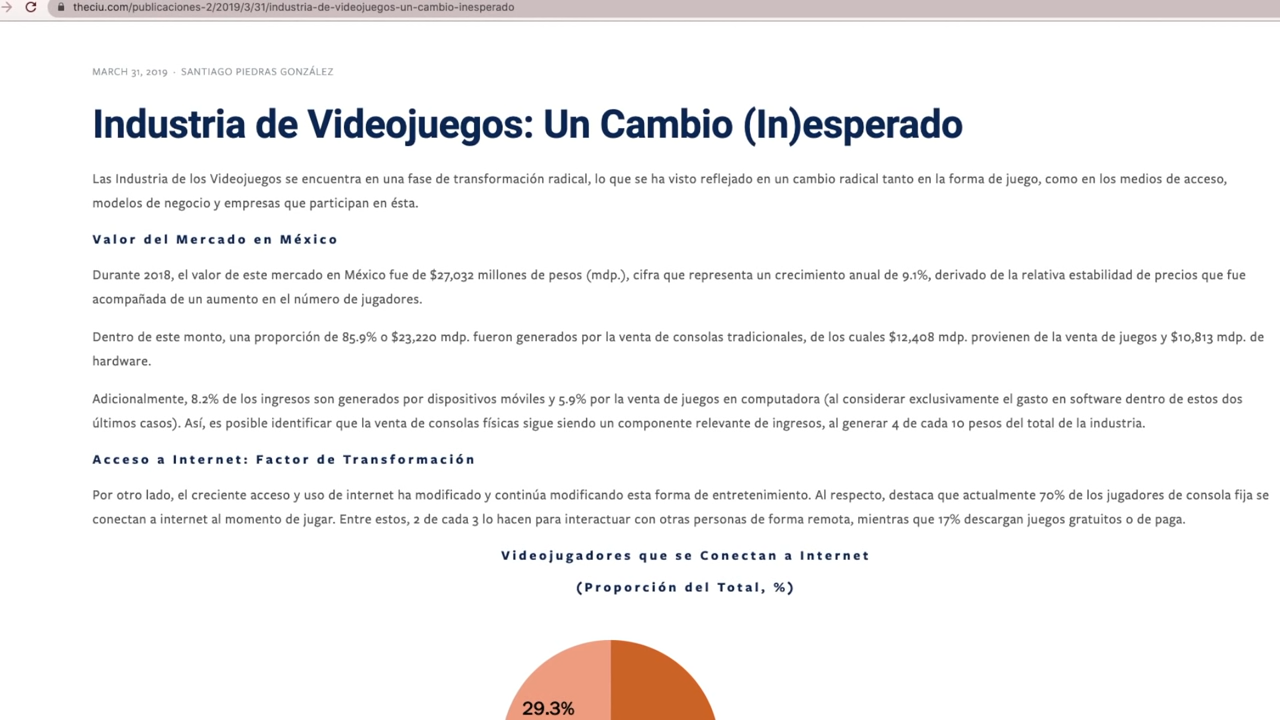 theciu.com/publicaciones-2/2019/3/31/industria-de-videojuegos-un-cambio-inesperado
MARCH 31, 2019 · SANTIAGO PIEDRAS GONZÁLEZ
Industria de Videojuegos: Un Cambio (In)esperado
Las Industria de los Videojuegos se encuentra en una fase de transformación radical, lo que se ha visto reflejado en un cambio radical tanto en la forma de juego, como en los medios de acceso,
modelos de negocio y empresas que participan en ésta.
Valor del Mercado en México
Durante 2018, el valor de este mercado en México fue de $27,032 millones de pesos (mdp.), cifra que representa un crecimiento anual de 9.1%, derivado de la relativa estabilidad de precios que fue
acompañada de un aumento en el número de jugadores.
Dentro de este monto, una proporción de 85.9% o $23,220 mdp. fueron generados por la venta de consolas tradicionales, de los cuales $12,408 mdp. provienen de la venta de juegos y $10,813 mdp. de
hardware.
Adicionalmente, 8.2% de los ingresos son generados por dispositivos móviles y 5.9% por la venta de juegos en computadora (al considerar exclusivamente el gasto en software dentro de estos dos
últimos casos). Así, es posible identificar que la venta de consolas físicas sigue siendo un componente relevante de ingresos, al generar 4 de cada 10 pesos del total de la industria.
Acceso a Internet: Factor de Transformación
Por otro lado, el creciente acceso y uso de internet ha modificado y continúa modificando esta forma de entretenimiento. Al respecto, destaca que actualmente 70% de los jugadores de consola fija se
conectan a internet al momento de jugar. Entre estos, 2 de cada 3 lo hacen para interactuar con otras personas de forma remota, mientras que 17% descargan juegos gratuitos o de paga.
Videojugadores que se Conectan a Internet
(Proporción del Total, %)
29.3%